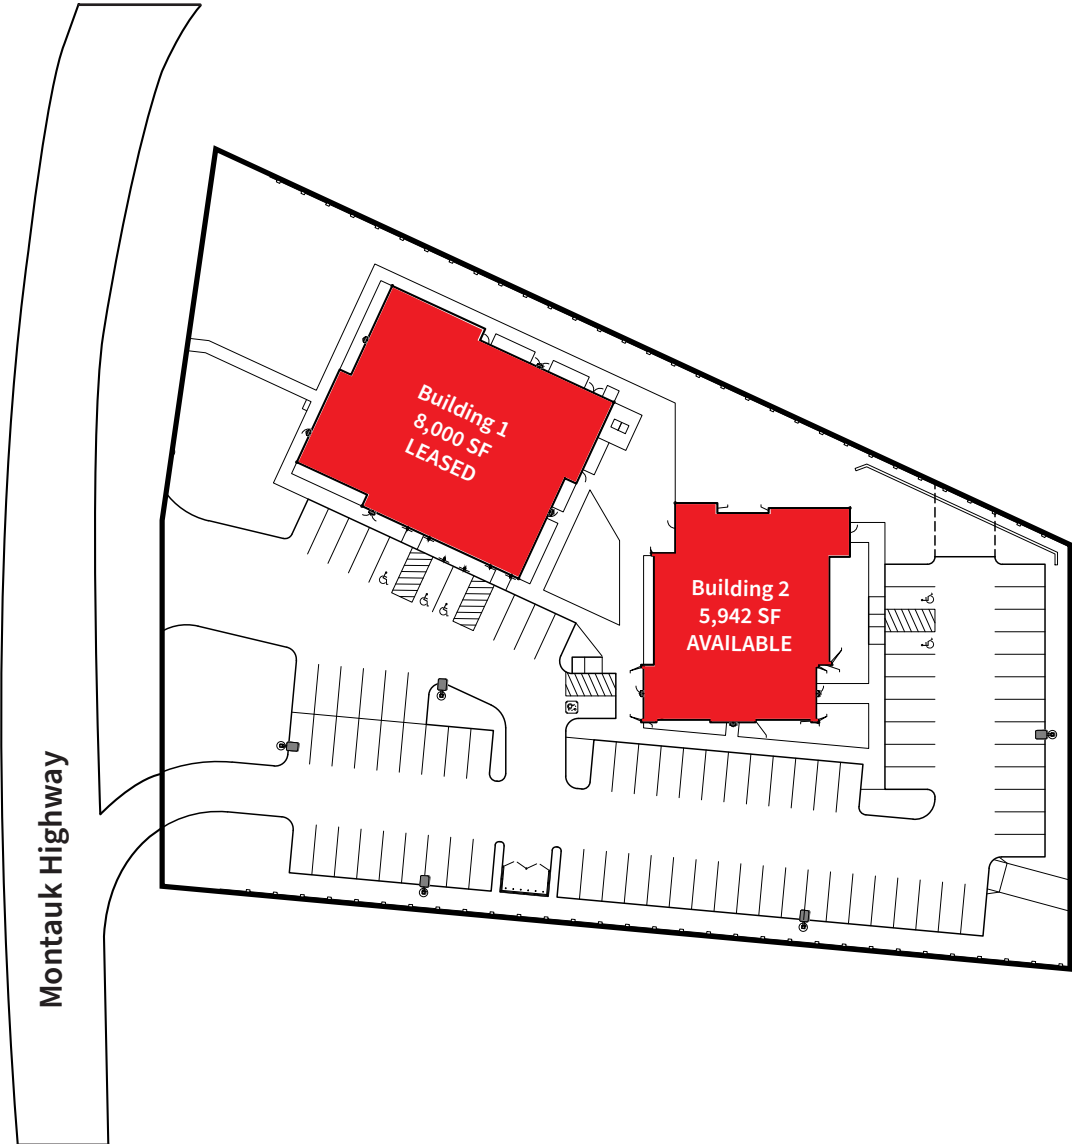 Building 1
8,000 SF
LEASED
Building 2
5,942 SF
AVAILABLE
Montauk Highway